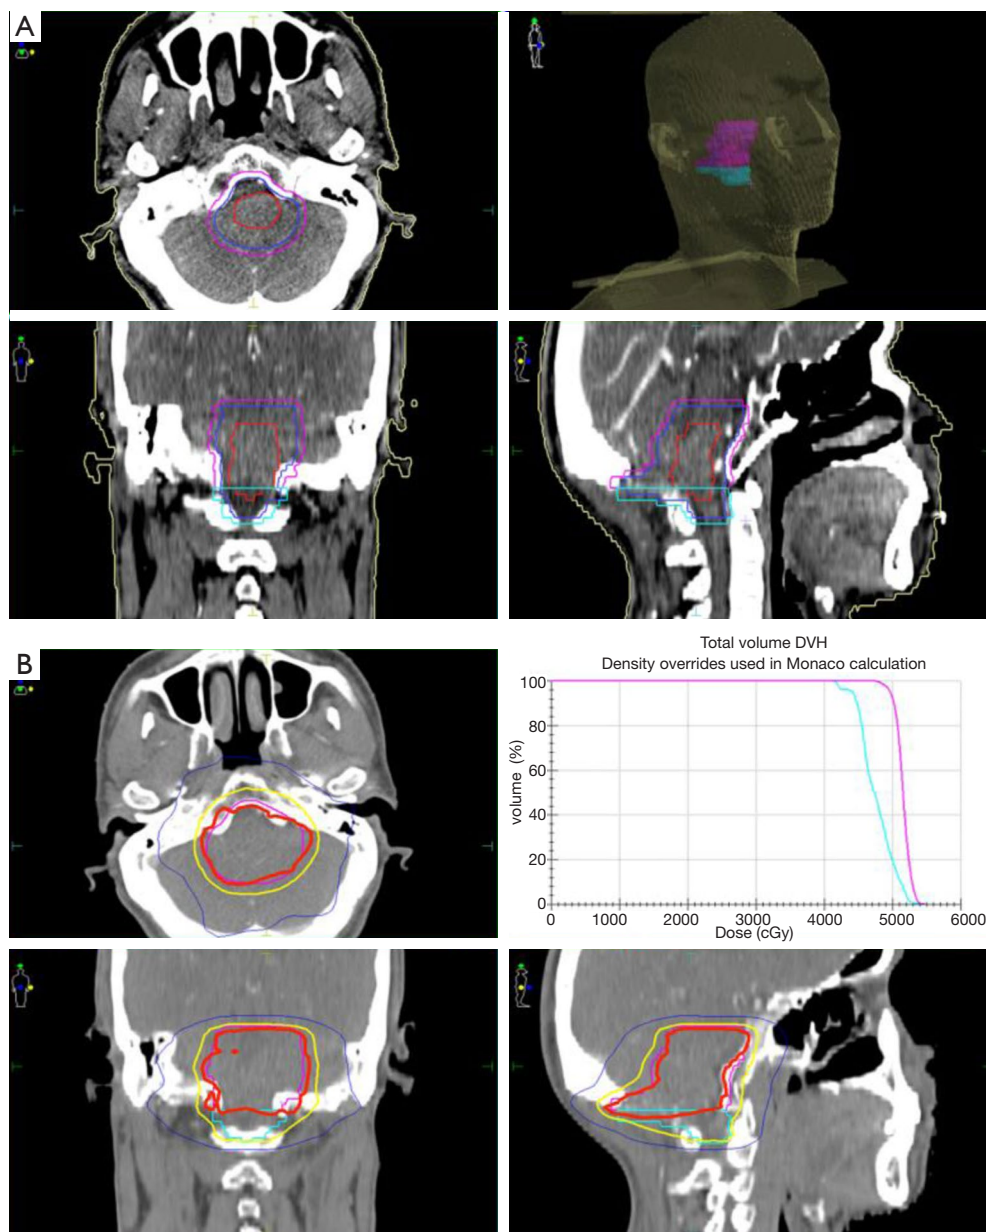 A
B
Total volume DVH
Density overrides used in Monaco calculation
volume (%)
100
80
60
40
20
0
0 1000 2000 3000 4000 5000 6000
Dose (cGy)